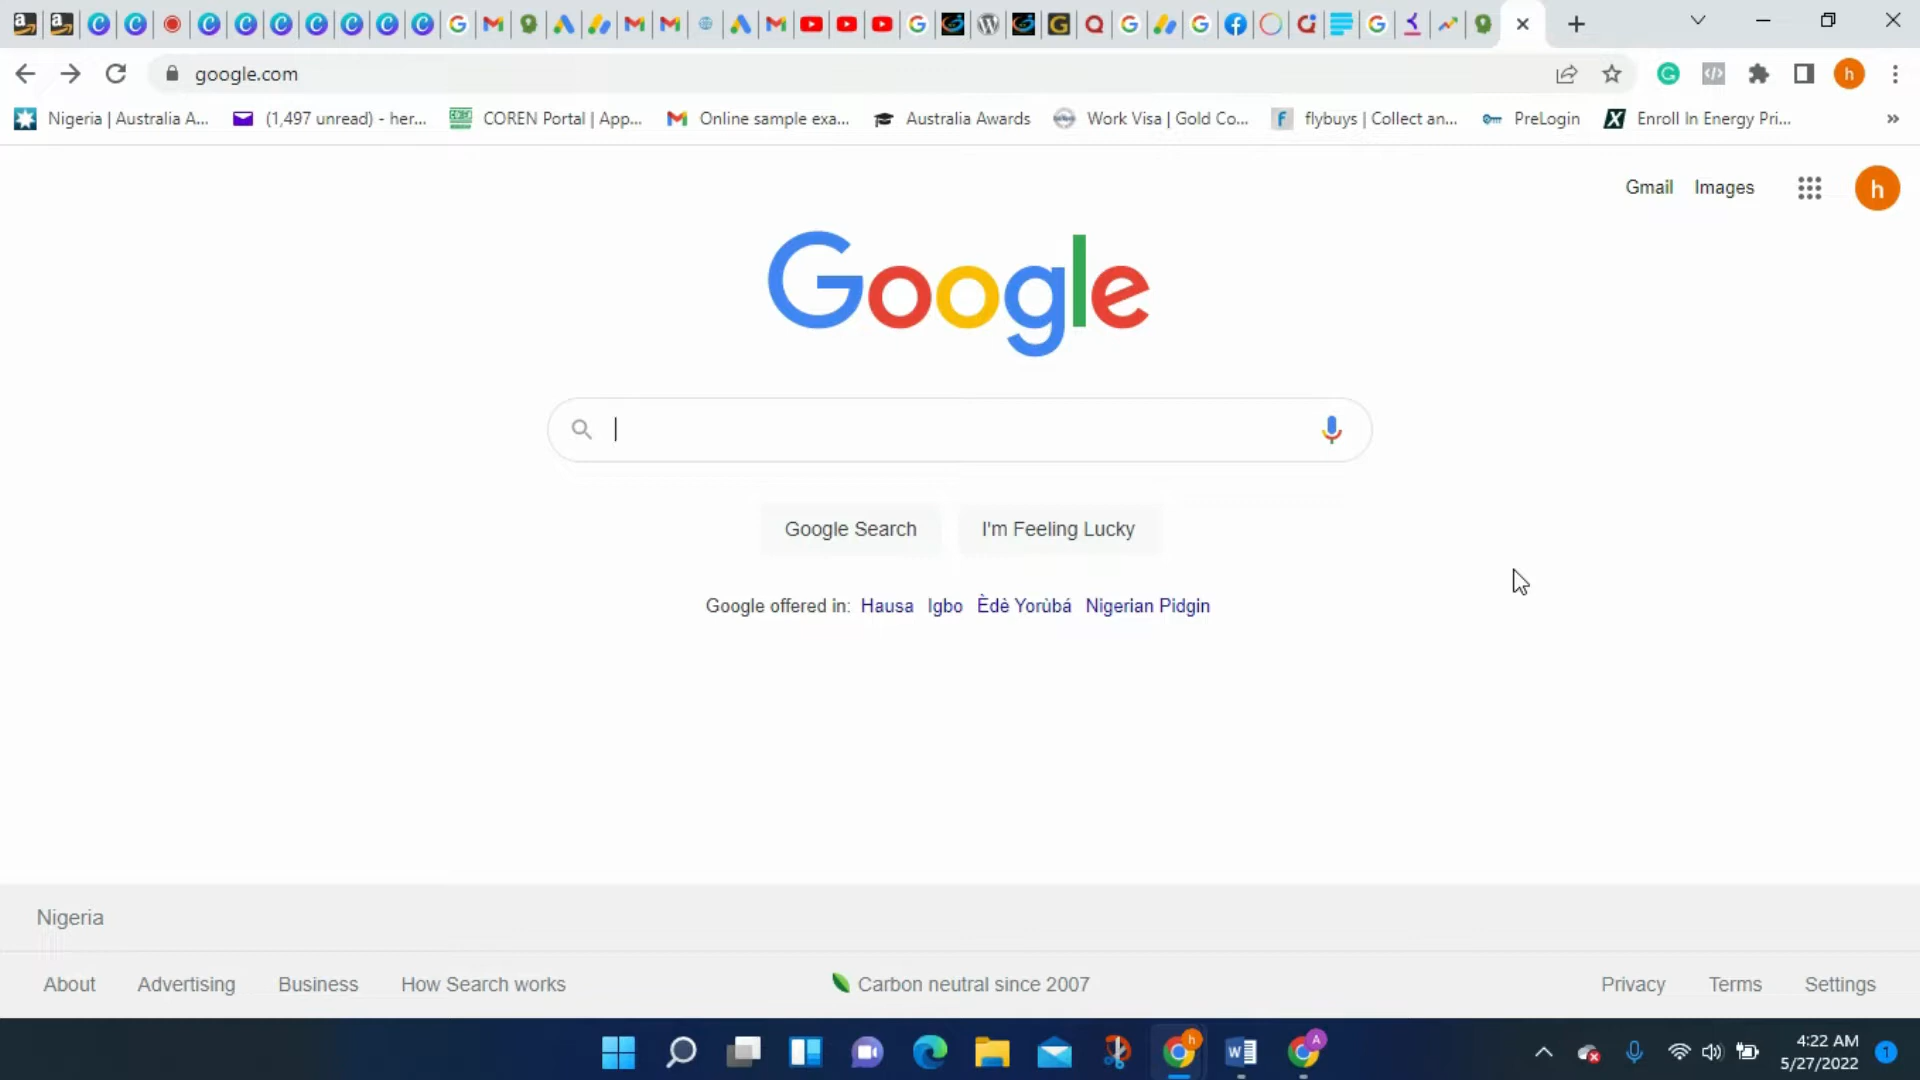 google.com
Nigeria | Australia A...
(1,497 unread) - her...
COREN Portal | App...
Online sample exa...
Australia Awards
Work Visa | Gold Co...
flybuys | Collect an...
PreLogin
Enroll In Energy Pri...
Gmail
Images
h
Google
Google Search
I'm Feeling Lucky
Google offered in: Hausa Igbo Èdè Yorùbá Nigerian Pidgin
Nigeria
About
Advertising
Business
How Search works
Carbon neutral since 2007
Privacy
Terms
Settings
4:22 AM
5/27/2022
1